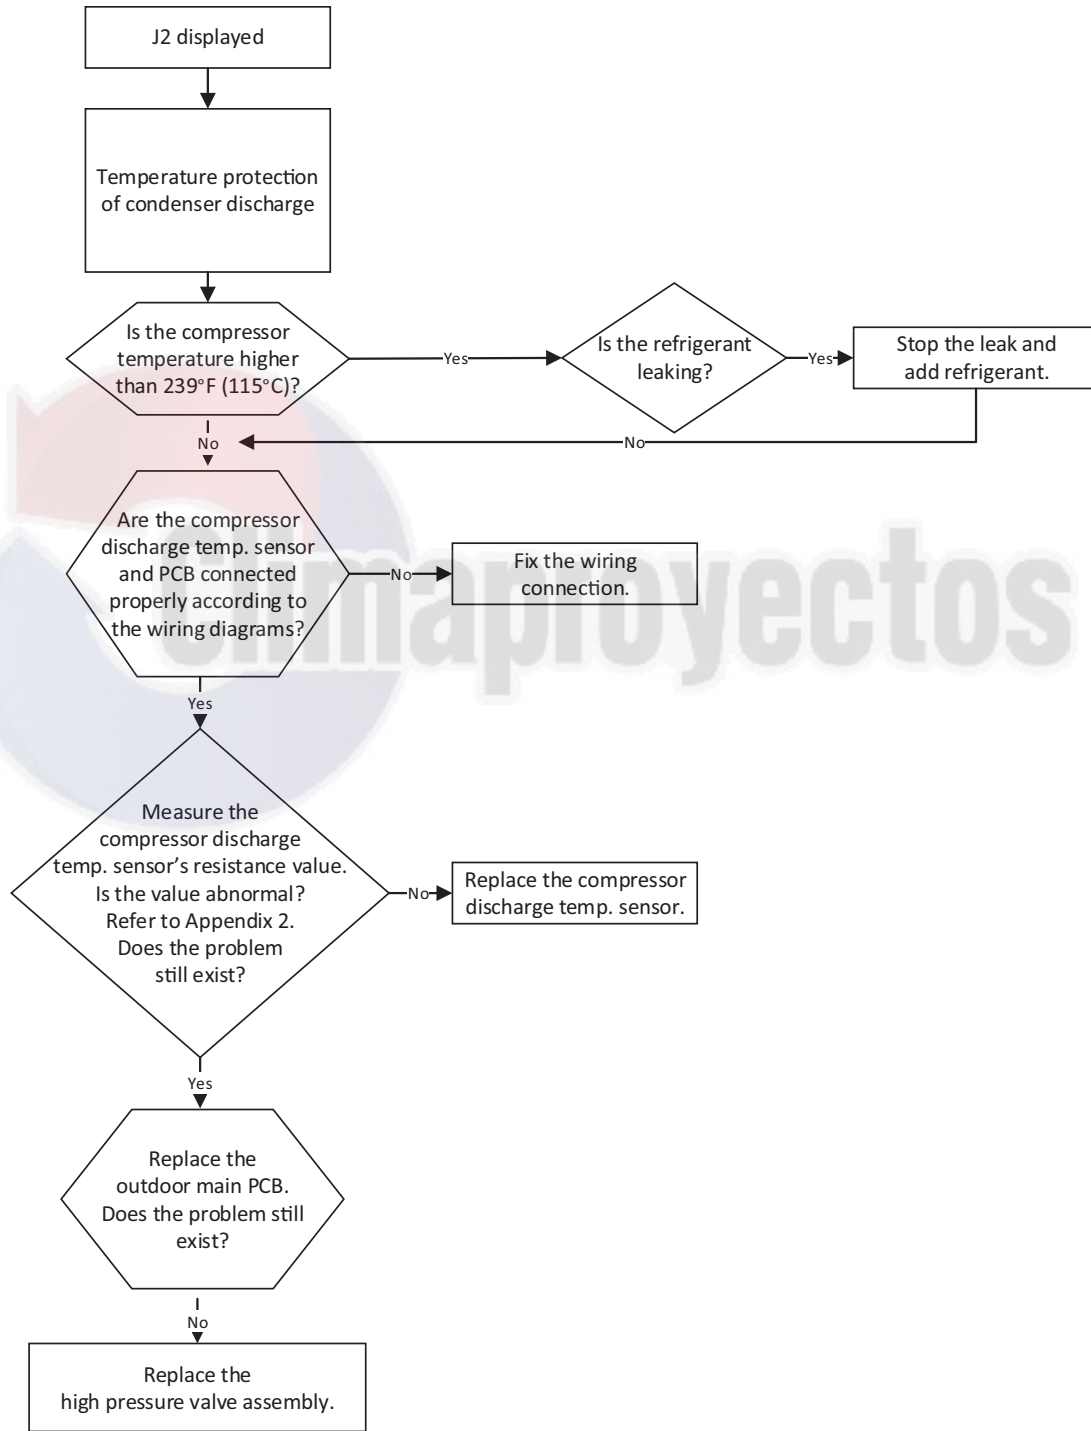 J2 displayed
Temperature protection
of condenser discharge
Is the compressor
temperature higher
than 239°F (115°C)?
Yes
Is the refrigerant
leaking?
Yes
Stop the leak and
add refrigerant.
No
No
Are the compressor
discharge temp. sensor
and PCB connected
properly according to
the wiring diagrams?
No
Fix the wiring
connection.
Climaproyectos
Yes
Measure the
compressor discharge
temp. sensor’s resistance value.
Is the value abnormal?
Refer to Appendix 2.
Does the problem
still exist?
No
Replace the compressor
discharge temp. sensor.
Yes
Replace the
outdoor main PCB.
Does the problem still
exist?
No
Replace the
high pressure valve assembly.